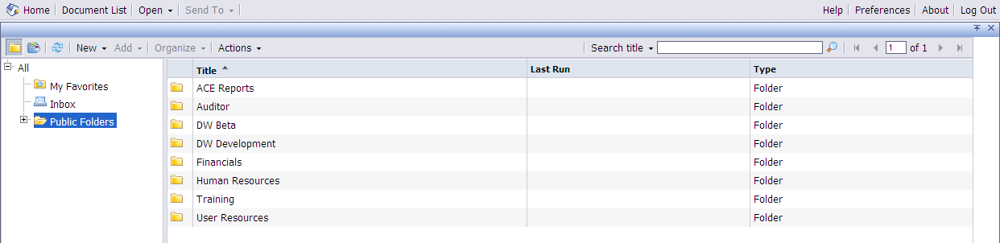 Home Document List Open Send To Help Preferences About Log Out
New Add Organize Actions Search title 1 of 1
All
My Favorites
Inbox
Public Folders
Title Last Run Type
ACE Reports Folder
Auditor Folder
DW Beta Folder
DW Development Folder
Financials Folder
Human Resources Folder
Training Folder
User Resources Folder